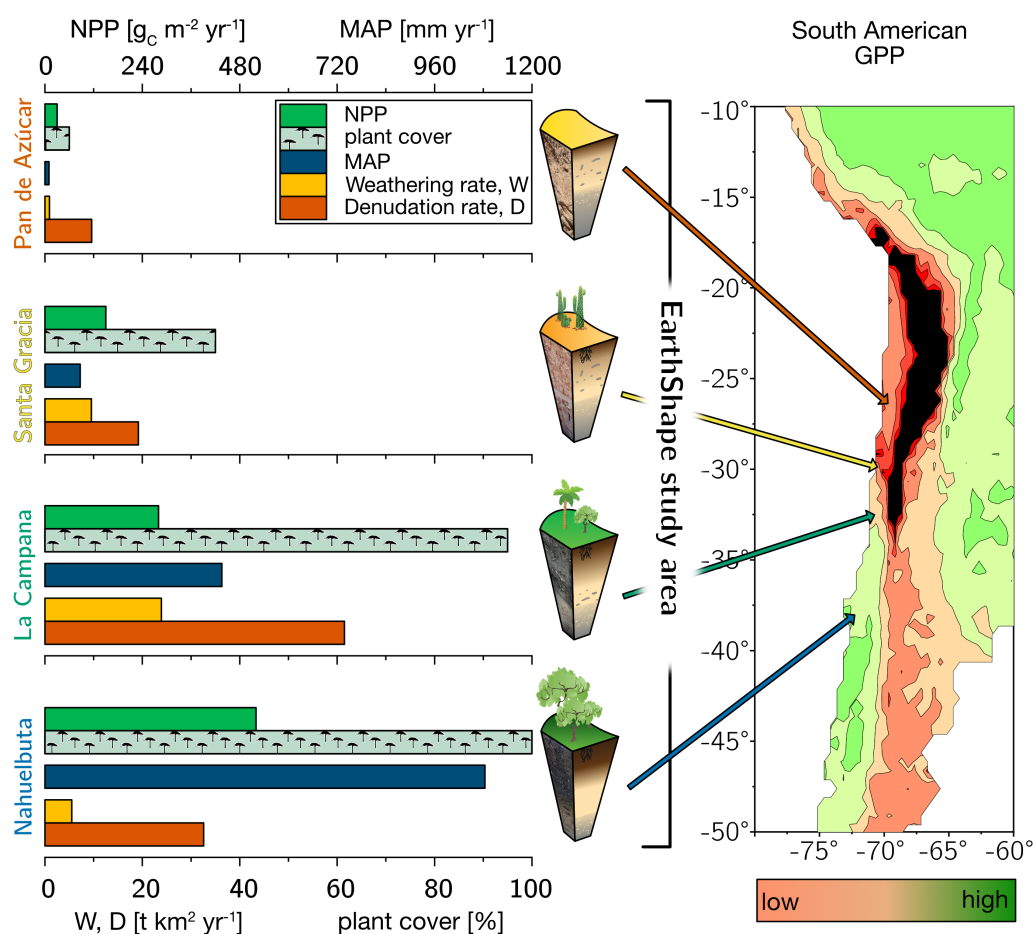 NPP [g_C m⁻² yr⁻¹] MAP [mm yr⁻¹]
0 240 480 720 960 1200
Pan de Azúcar
NPP
plant cover
MAP
Weathering rate, W
Denudation rate, D
Santa Gracia
La Campana
Nahuelbuta
0 20 40 60 80 100
W, D [t km² yr⁻¹] plant cover [%]
EarthShape study area
South American
GPP
-10°
-15°
-20°
-25°
-30°
-35°
-40°
-45°
-50°
-75° -70° -65° -60°
low high